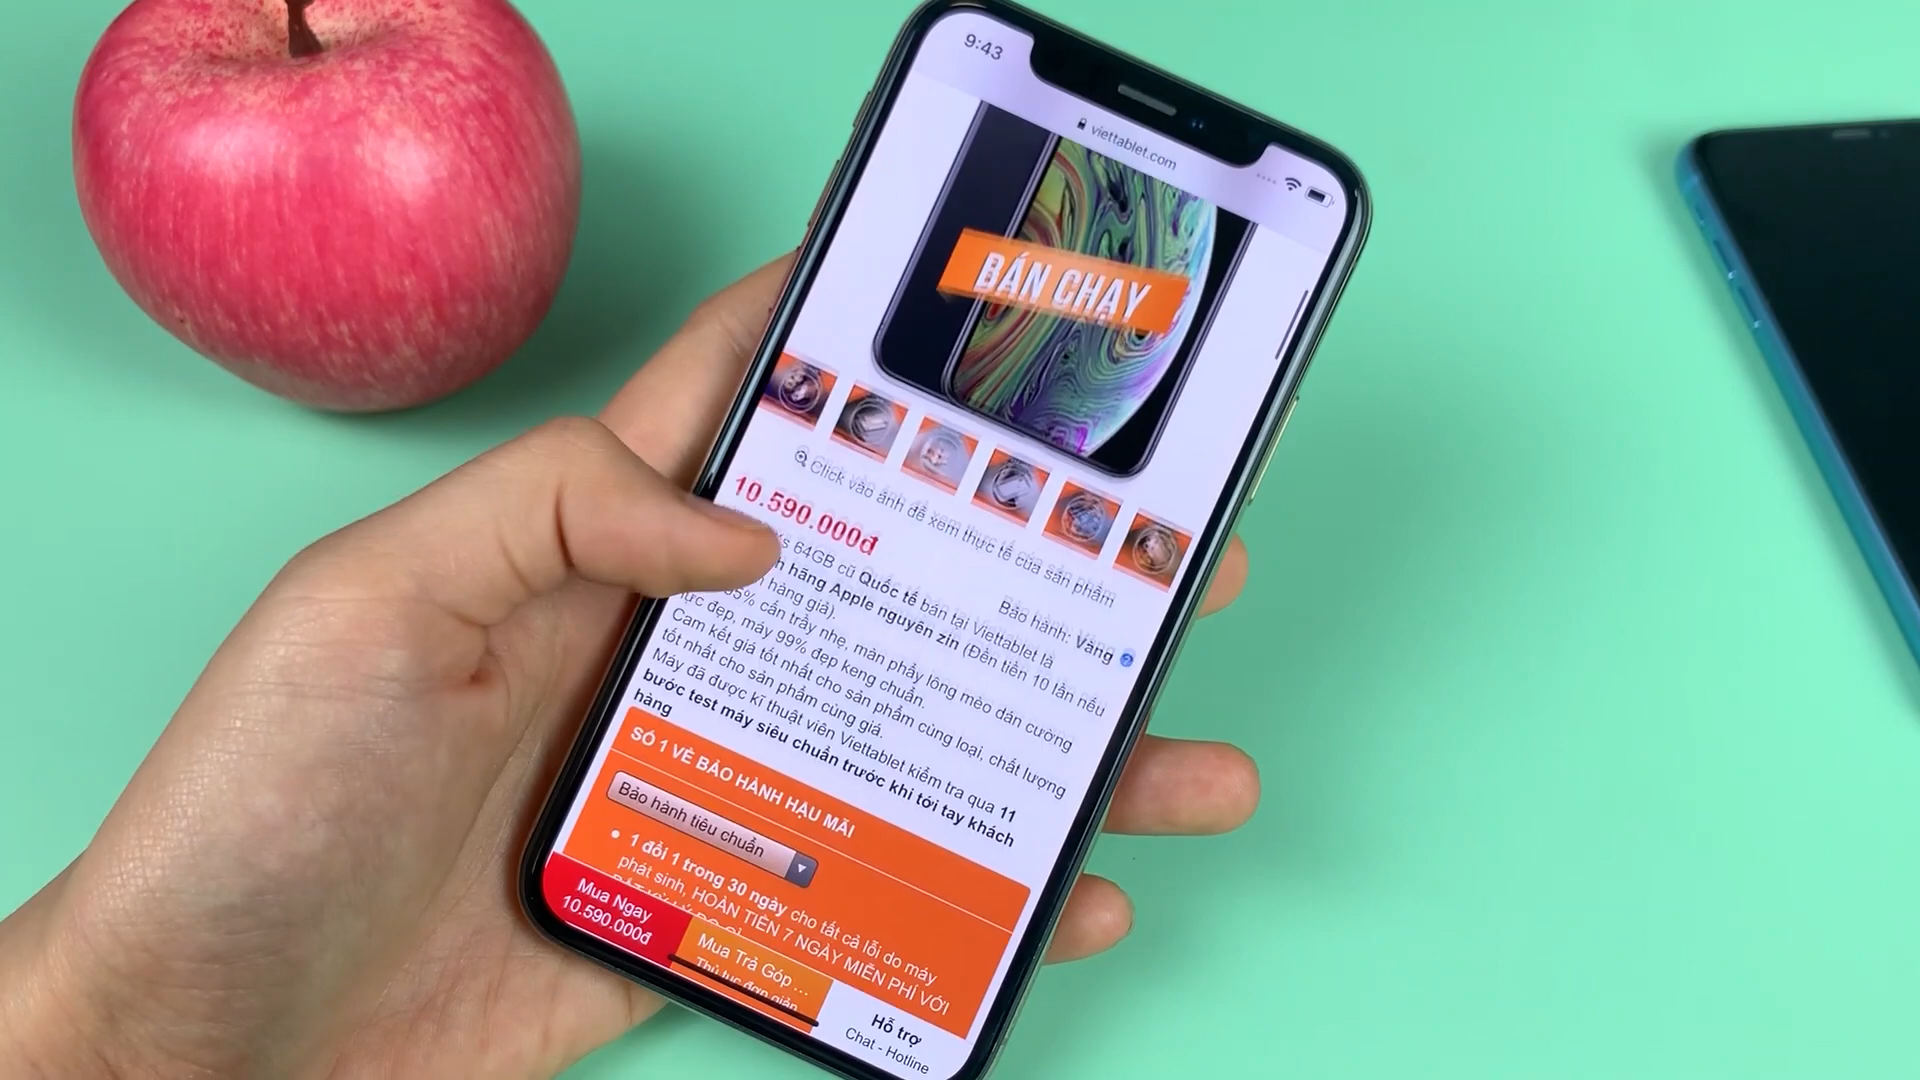 9:43
viettablet.com
BÁN CHẠY
Click vào ảnh để xem thực tế của sản phẩm
10.590.000đ
Bảo hành: Vàng
64GB cũ Quốc tế bán tại Viettablet là
hãng Apple nguyên zin (Đền tiền 10 lần nếu
hàng giả).
cấn trầy nhẹ, màn phẩy lông mèo dán cường
lực đẹp, máy 99% đẹp keng chuẩn.
Cam kết giá tốt nhất cho sản phẩm cùng loại, chất lượng
tốt nhất cho sản phẩm cùng giá.
Máy đã được kĩ thuật viên Viettablet kiểm tra qua 11
bước test máy siêu chuẩn trước khi tới tay khách
hàng
SỐ 1 VỀ BẢO HÀNH HẬU MÃI
Bảo hành tiêu chuẩn
1 đổi 1 trong 30 ngày cho tất cả lỗi do máy
phát sinh, HOÀN TIỀN 7 NGÀY MIỄN PHÍ VỚI
Mua Ngay
10.590.000đ
Mua Trả Góp ...
Thủ tục đơn giản
Hỗ trợ
Chat - Hotline